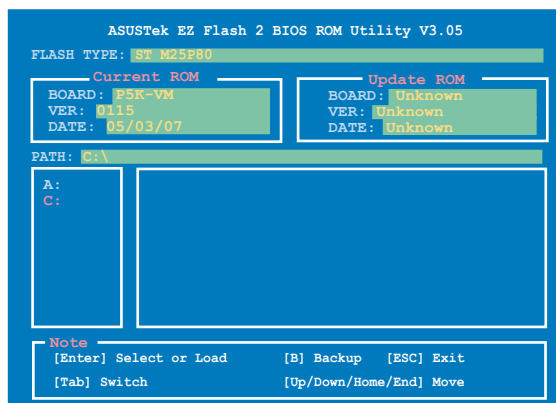 ASUSTek EZ Flash 2 BIOS ROM Utility V3.05
FLASH TYPE: ST M25P80
Current ROM
BOARD: P5K-VM
VER: 0115
DATE: 05/03/07
Update ROM
BOARD: Unknown
VER: Unknown
DATE: Unknown
PATH: C:\
A:
C:
Note
[Enter] Select or Load [B] Backup [ESC] Exit
[Tab] Switch [Up/Down/Home/End] Move